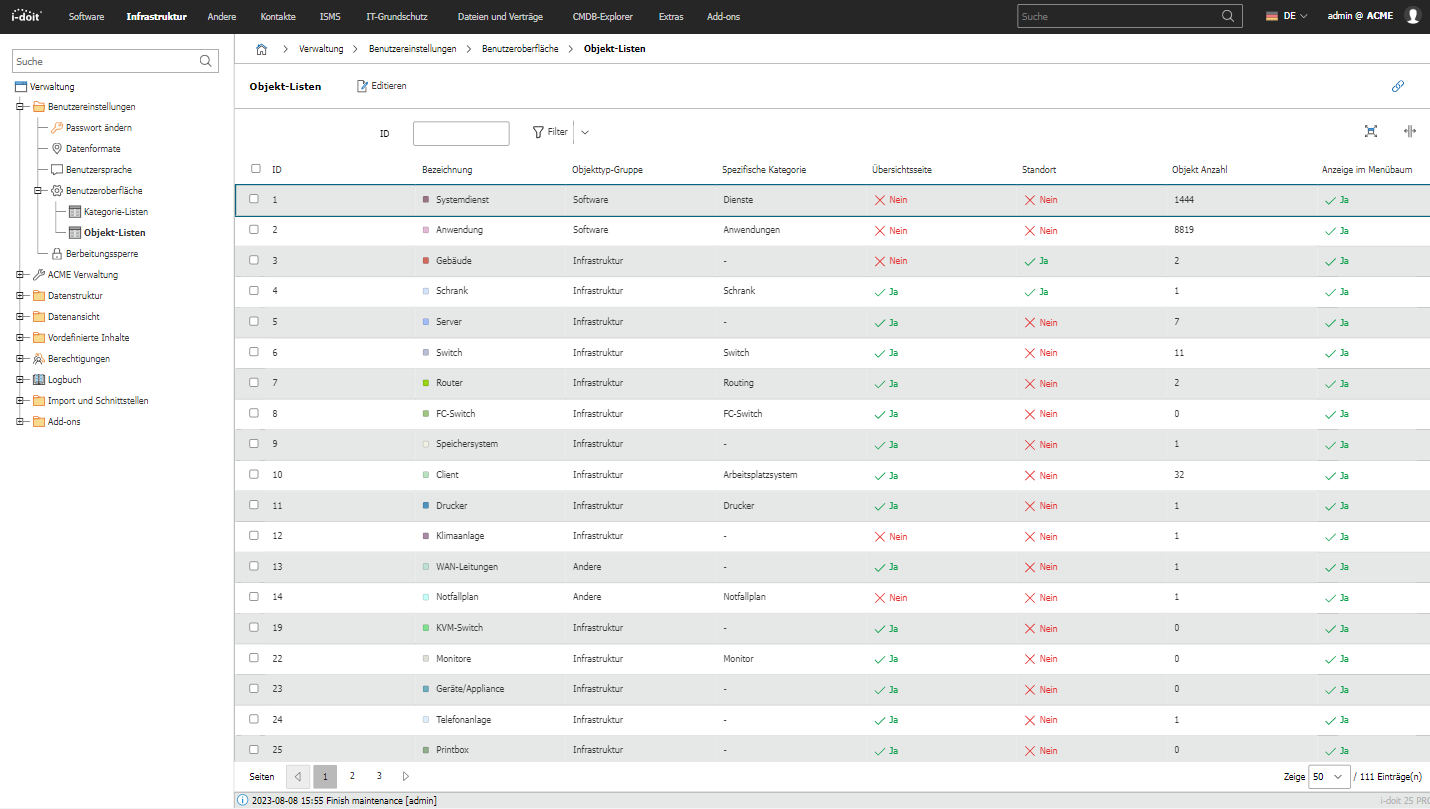 i-doit Software Infrastruktur Andere Kontakte ISMS IT-Grundschutz Dateien und Verträge CMDB-Explorer Extras Add-ons Suche DE admin @ ACME
Suche
Verwaltung
Benutzereinstellungen
Passwort ändern
Datenformate
Benutzersprache
Benutzeroberfläche
Kategorie-Listen
Objekt-Listen
Berbeitungssperre
ACME Verwaltung
Datenstruktur
Datenansicht
Vordefinierte Inhalte
Berechtigungen
Logbuch
Import und Schnittstellen
Add-ons
Verwaltung Benutzereinstellungen Benutzeroberfläche Objekt-Listen
Objekt-Listen Editieren
ID Filter
ID Bezeichnung Objekttyp-Gruppe Spezifische Kategorie Übersichtsseite Standort Objekt Anzahl Anzeige im Menübaum
1 Systemdienst Software Dienste Nein Nein 1444 Ja
2 Anwendung Software Anwendungen Nein Nein 8819 Ja
3 Gebäude Infrastruktur - Nein Ja 2 Ja
4 Schrank Infrastruktur Schrank Ja Ja 1 Ja
5 Server Infrastruktur - Ja Nein 7 Ja
6 Switch Infrastruktur Switch Ja Nein 11 Ja
7 Router Infrastruktur Routing Ja Nein 2 Ja
8 FC-Switch Infrastruktur FC-Switch Ja Nein 0 Ja
9 Speichersystem Infrastruktur - Ja Nein 1 Ja
10 Client Infrastruktur Arbeitsplatzsystem Ja Nein 32 Ja
11 Drucker Infrastruktur Drucker Ja Nein 1 Ja
12 Klimaanlage Infrastruktur - Nein Nein 1 Ja
13 WAN-Leitungen Andere - Ja Nein 1 Ja
14 Notfallplan Andere Notfallplan Nein Nein 1 Ja
19 KVM-Switch Infrastruktur - Ja Nein 0 Ja
22 Monitore Infrastruktur Monitor Ja Nein 0 Ja
23 Geräte/Appliance Infrastruktur - Ja Nein 0 Ja
24 Telefonanlage Infrastruktur - Ja Nein 1 Ja
25 Printbox Infrastruktur - Ja Nein 0 Ja
Seiten 1 2 3 Zeige 50 / 111 Einträge(n)
2023-08-08 15:55 Finish maintenance [admin] i-doit 25 PRO